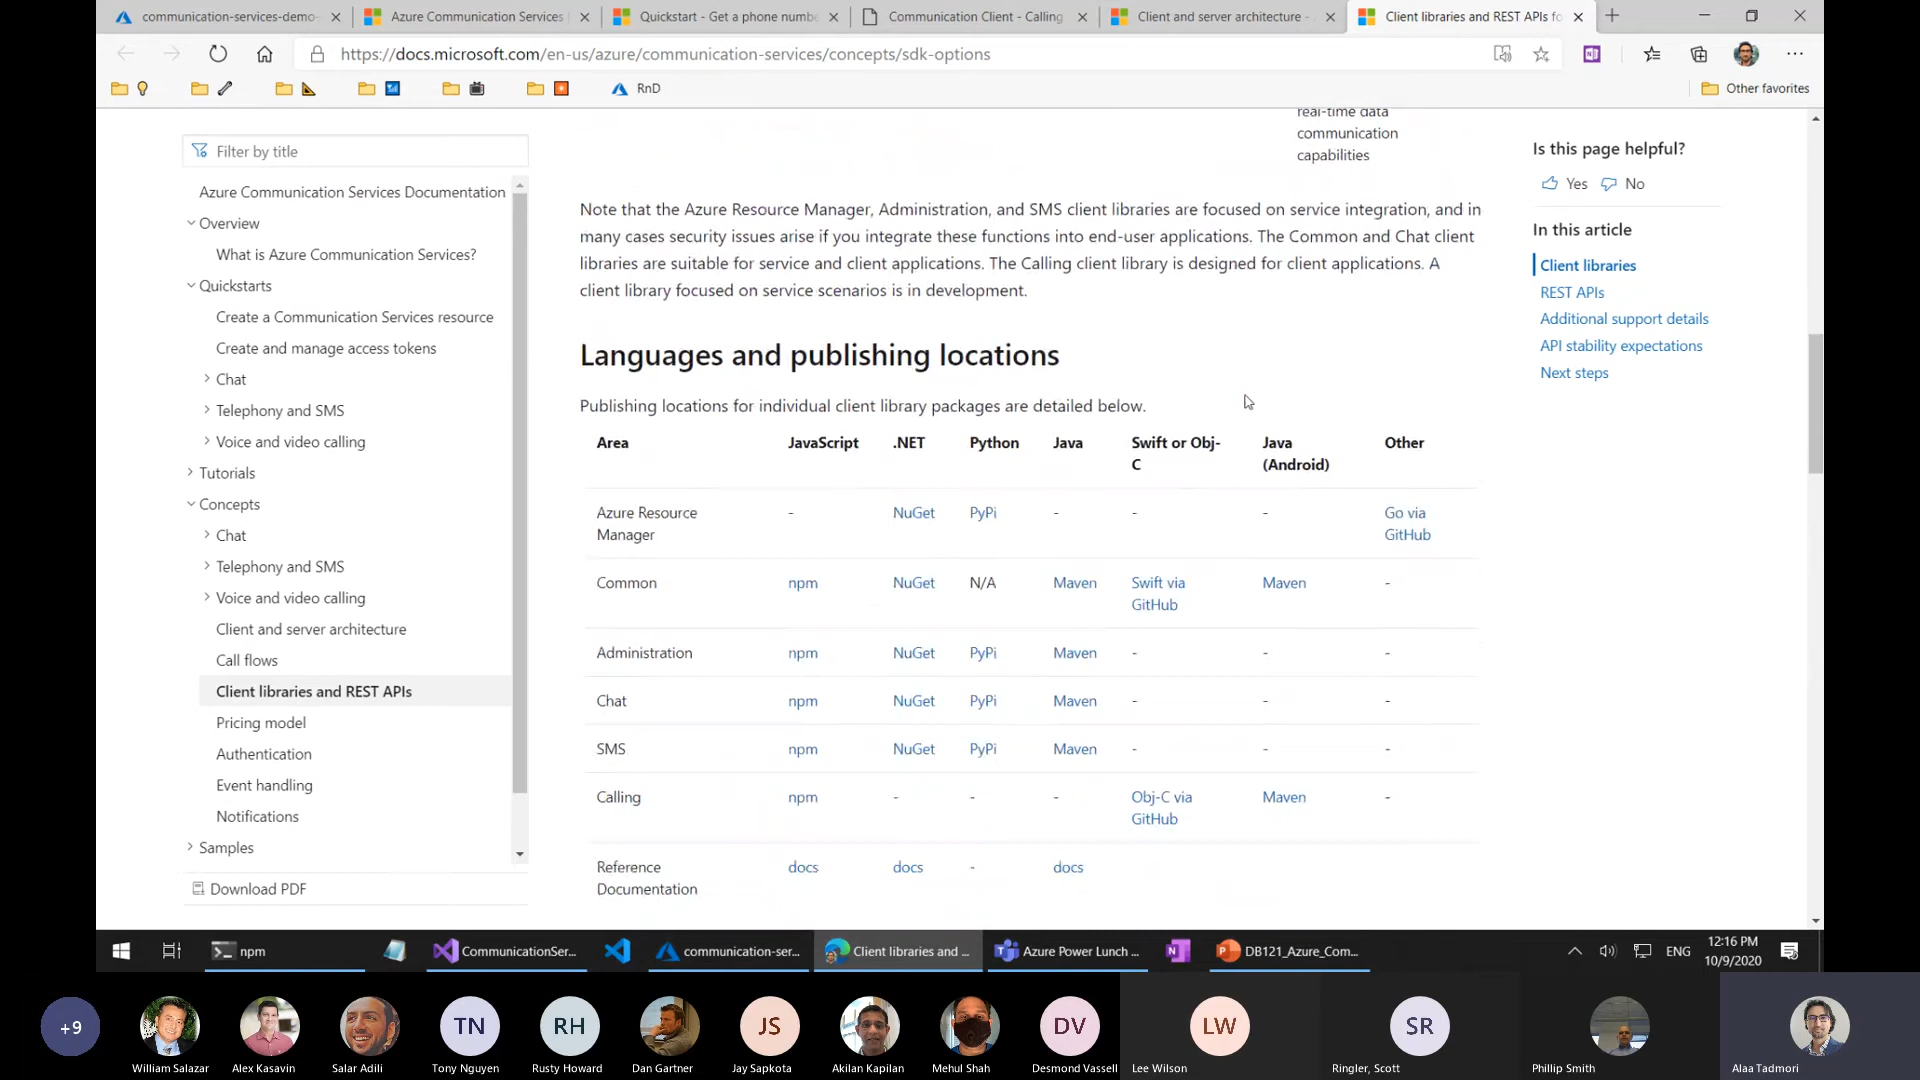 communication-services-demo-
Azure Communication Services
Quickstart - Get a phone numbe
Communication Client - Calling
Client and server architecture -
Client libraries and REST APIs fo
https://docs.microsoft.com/en-us/azure/communication-services/concepts/sdk-options
RnD
Other favorites
Filter by title
Azure Communication Services Documentation
Overview
What is Azure Communication Services?
Quickstarts
Create a Communication Services resource
Create and manage access tokens
Chat
Telephony and SMS
Voice and video calling
Tutorials
Concepts
Chat
Telephony and SMS
Voice and video calling
Client and server architecture
Call flows
Client libraries and REST APIs
Pricing model
Authentication
Event handling
Notifications
Samples
Download PDF
real-time data
communication
capabilities
Note that the Azure Resource Manager, Administration, and SMS client libraries are focused on service integration, and in
many cases security issues arise if you integrate these functions into end-user applications. The Common and Chat client
libraries are suitable for service and client applications. The Calling client library is designed for client applications. A
client library focused on service scenarios is in development.
Languages and publishing locations
Publishing locations for individual client library packages are detailed below.
Area JavaScript .NET Python Java Swift or Obj- Java Other
C (Android)
Azure Resource - NuGet PyPi - - - Go via
Manager GitHub
Common npm NuGet N/A Maven Swift via Maven -
GitHub
Administration npm NuGet PyPi Maven - - -
Chat npm NuGet PyPi Maven - - -
SMS npm NuGet PyPi Maven - - -
Calling npm - - - Obj-C via Maven -
GitHub
Reference docs docs - docs
Documentation
Is this page helpful?
Yes No
In this article
Client libraries
REST APIs
Additional support details
API stability expectations
Next steps
npm
CommunicationSer...
communication-ser...
Client libraries and ...
Azure Power Lunch ...
DB121_Azure_Com...
ENG
12:16 PM
10/9/2020
+9 TN RH JS DV LW SR
William Salazar Alex Kasavin Salar Adili Tony Nguyen Rusty Howard Dan Gartner Jay Sapkota Akilan Kapilan Mehul Shah Desmond Vassell Lee Wilson Ringler, Scott Phillip Smith Alaa Tadmori